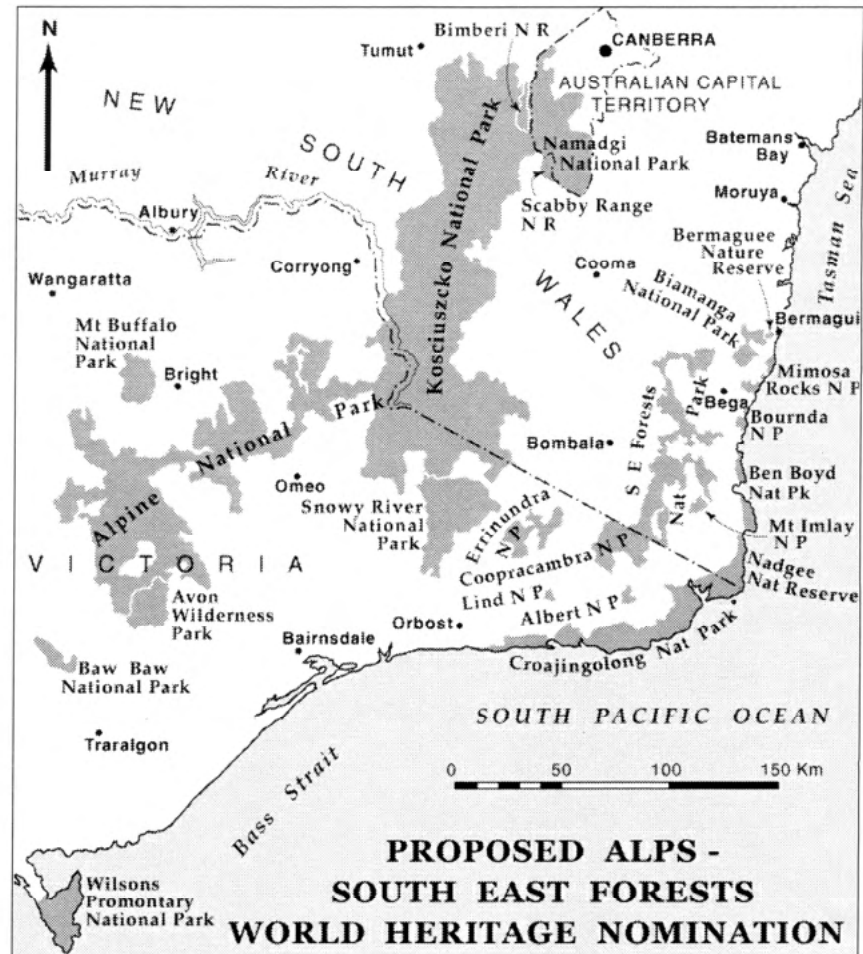 N
Bimberi N R
Tumut
CANBERRA
AUSTRALIAN CAPITAL
TERRITORY
NEW
SOUTH
WALES
Murray
River
Albury
Namadgi
National Park
Batemans
Bay
Moruya
Scabby Range
N R
Kosciuszcko National Park
Corryong
Cooma
Bermaguee
Nature
Reserve
Tasman Sea
Wangaratta
Biamanga
National Park
Bermagui
Mt Buffalo
National
Park
Bright
Mimosa
Rocks N P
Bega
Bournda
N P
Alpine National Park
S E Forests
Nat
Park
Bombala
Ben Boyd
Nat Pk
Omeo
Snowy River
National
Park
Errinundra
N P
Mt Imlay
N P
VICTORIA
Coopracambra N P
Nadgee
Nat Reserve
Avon
Wilderness
Park
Lind N P
Albert N P
Orbost
Bairnsdale
Croajingolong Nat Park
Baw Baw
National Park
SOUTH PACIFIC OCEAN
Traralgon
0 50 100 150 Km
Bass Strait
Wilsons
Promontary
National Park
PROPOSED ALPS -
SOUTH EAST FORESTS
WORLD HERITAGE NOMINATION